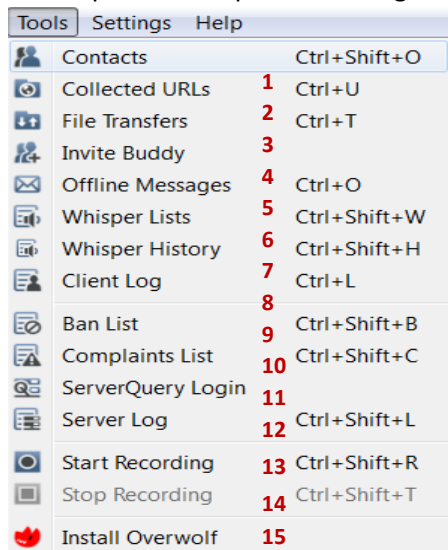 Tools Settings Help
Contacts Ctrl+Shift+O
Collected URLs 1 Ctrl+U
File Transfers 2 Ctrl+T
Invite Buddy 3
Offline Messages 4 Ctrl+O
Whisper Lists 5 Ctrl+Shift+W
Whisper History 6 Ctrl+Shift+H
Client Log 7 Ctrl+L
8
Ban List 9 Ctrl+Shift+B
Complaints List 10 Ctrl+Shift+C
ServerQuery Login 11
Server Log 12 Ctrl+Shift+L
Start Recording 13 Ctrl+Shift+R
Stop Recording 14 Ctrl+Shift+T
Install Overwolf 15